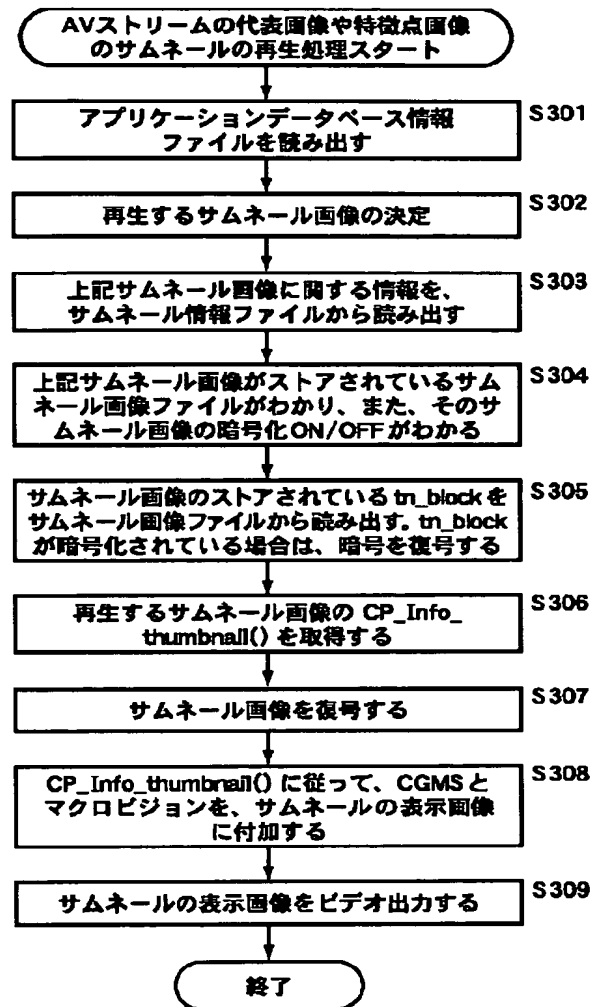 AVストリームの代表画像や特徴点画像
のサムネールの再生処理スタート
アプリケーションデータベース情報
ファイルを読み出す
S301
再生するサムネール画像の決定
S302
上記サムネール画像に関する情報を、
サムネール情報ファイルから読み出す
S303
上記サムネール画像がストアされているサム
ネール画像ファイルがわかり、また、そのサ
ムネール画像の暗号化ON/OFFがわかる
S304
サムネール画像のストアされているtn_blockを
サムネール画像ファイルから読み出す。tn_block
が暗号化されている場合は、暗号を復号する
S305
再生するサムネール画像の CP_Info_
thumbnail() を取得する
S306
サムネール画像を復号する
S307
CP_Info_thumbnail() に従って、CGMSと
マクロビジョンを、サムネールの表示画像
に付加する
S308
サムネールの表示画像をビデオ出力する
S309
終了